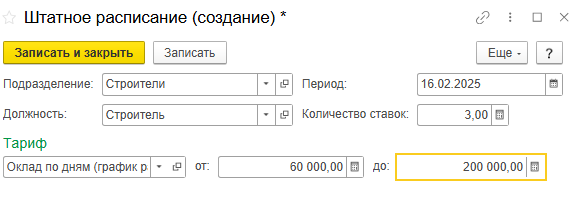 Штатное расписание (создание) *
Записать и закрыть Записать Еще ?
Подразделение: Строители Период: 16.02.2025
Должность: Строитель Количество ставок: 3,00
Тариф
Оклад по дням (график р от: 60 000,00 до: 200 000,00